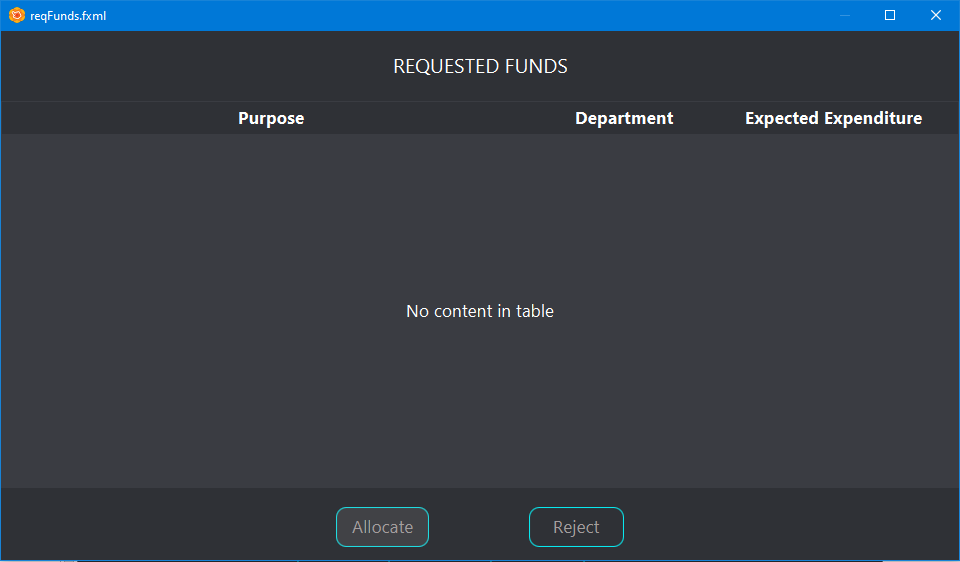 reqFunds.fxml
REQUESTED FUNDS
Purpose Department Expected Expenditure
No content in table
Allocate Reject